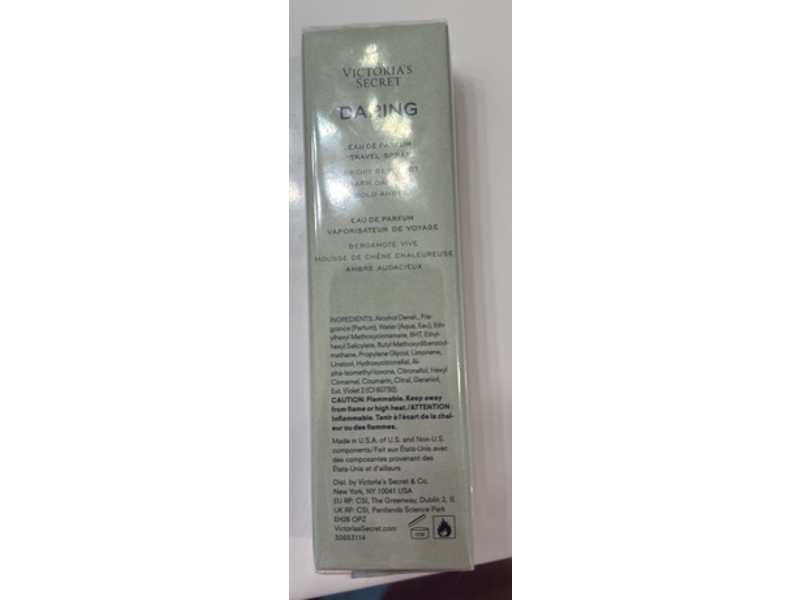 VICTORIA'S
SECRET
DARING
EAU DE PARFUM
TRAVEL SPRAY
BRIGHT BERGAMOT
BOLD AMBER
EAU DE PARFUM
VAPORISATEUR DE VOYAGE
BERGAMOTE VIVE
MOUSSE DE CHÊNE CHALEUREUSE
AMBRE AUDACIEUX
INGREDIENTS: Alcohol Denat., Fra-
grance (Parfum), Water (Aqua, Eau), Eth-
ylhexyl Methoxycinnamate, BHT, Ethyl-
hexyl Salicylate, Butyl Methoxydibenzoyl-
methane, Propylene Glycol, Limonene,
Linalool, Hydroxycitronellal, Al-
pha-Isomethyl Ionone, Citronellol, Hexyl
Cinnamal, Coumarin, Citral, Geraniol,
Ext. Violet 2 (CI 60730).
CAUTION: Flammable. Keep away
from flame or high heat./ATTENTION :
Inflammable. Tenir à l'écart de la chal-
eur ou des flammes.
Made in U.S.A. of U.S. and Non-U.S.
components/Fait aux États-Unis avec
des composantes provenant des
États-Unis et d'ailleurs
Dist. by Victoria's Secret & Co.
New York, NY 10041 USA
EU RP: CSI, The Greenway, Dublin 2, IE
UK RP: CSI, Pentlands Science Park
EH26 OPZ
VictoriasSecret.com
30653114